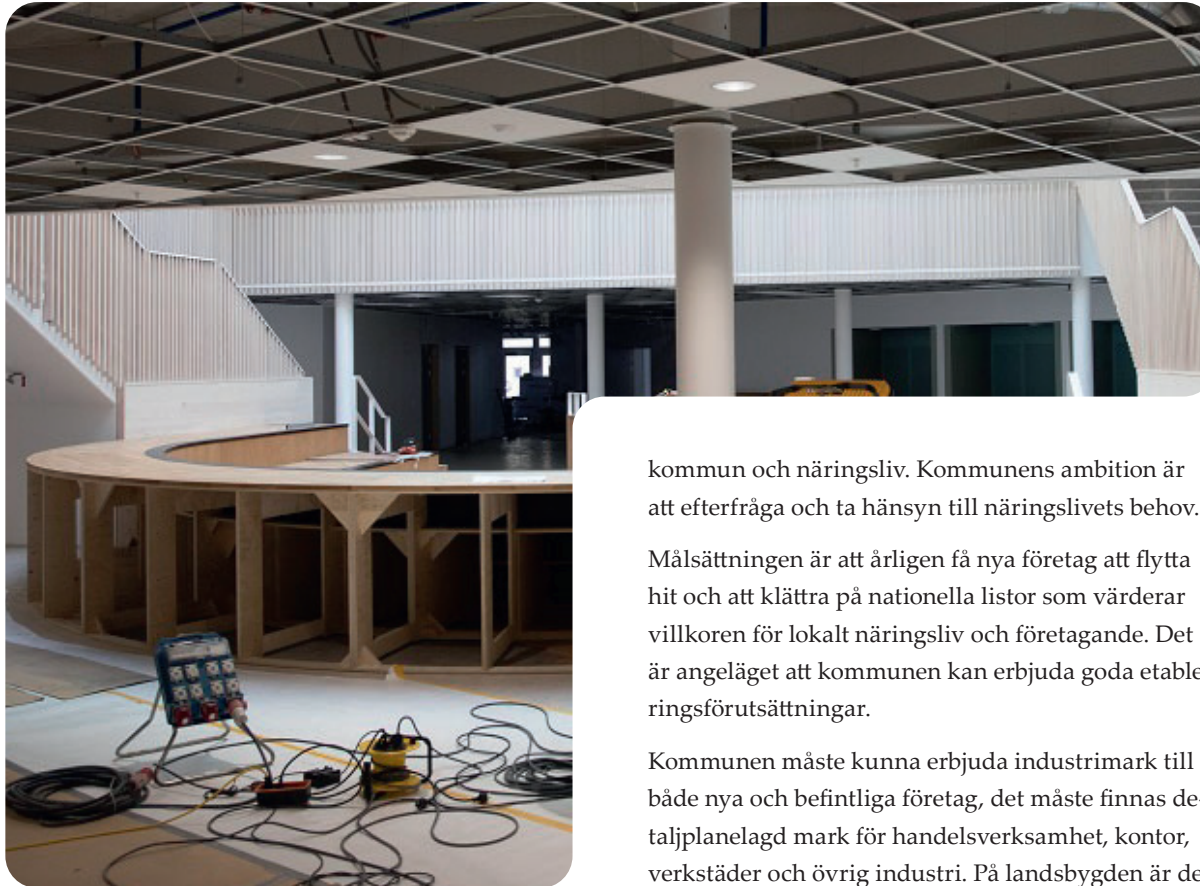 kommun och näringsliv. Kommunens ambition är
att efterfråga och ta hänsyn till näringslivets behov.
Målsättningen är att årligen få nya företag att flytta
hit och att klättra på nationella listor som värderar
villkoren för lokalt näringsliv och företagande. Det
är angeläget att kommunen kan erbjuda goda etable
ringsförutsättningar.
Kommunen måste kunna erbjuda industrimark till
både nya och befintliga företag, det måste finnas de-
taljplanelagd mark för handelsverksamhet, kontor,
verkstäder och övrig industri. På landsbygden är de